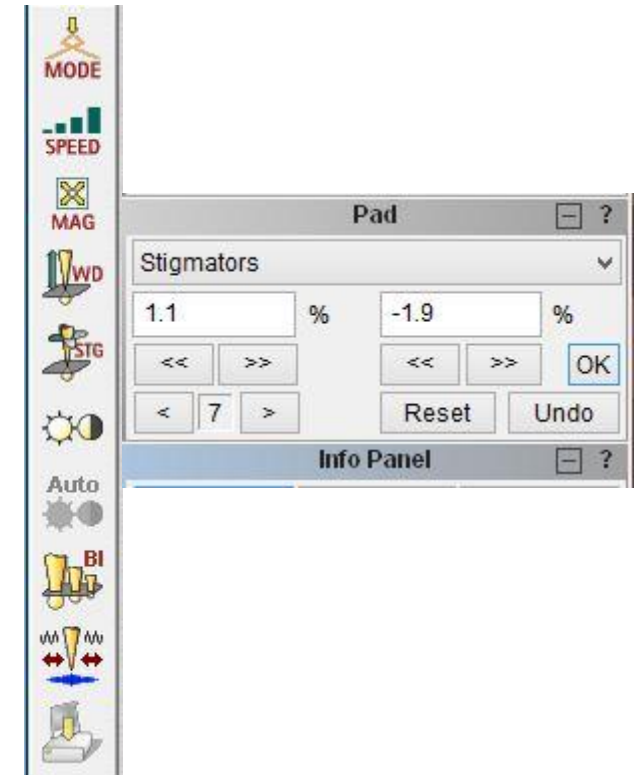 MODE
SPEED
MAG
WD
STG
Auto
BI
Pad − ?
Stigmators
1.1 % -1.9 %
<< >> << >> OK
< 7 > Reset Undo
Info Panel − ?